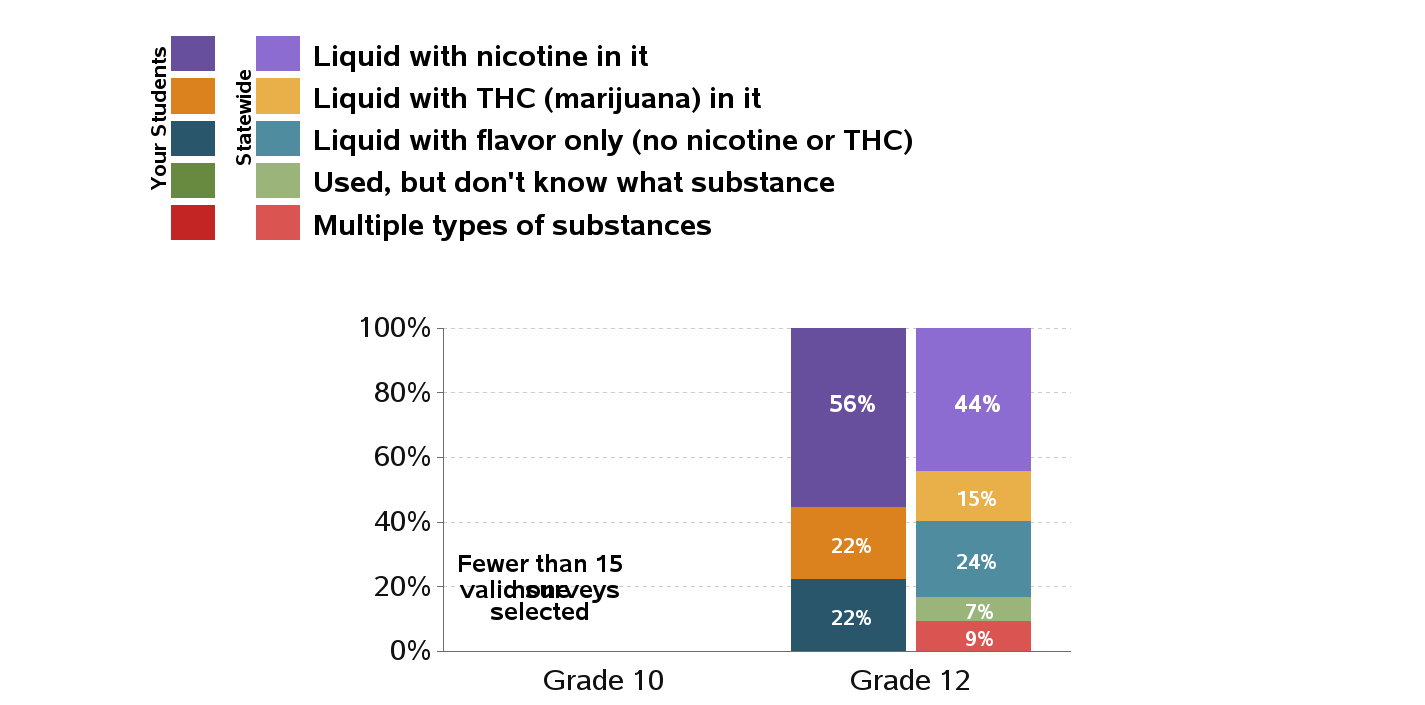 Your Students
Statewide
Liquid with nicotine in it
Liquid with THC (marijuana) in it
Liquid with flavor only (no nicotine or THC)
Used, but don't know what substance
Multiple types of substances
100%
80%
60%
40%
20%
0%
Fewer than 15
valid surveys
selected
56%
22%
22%
44%
15%
24%
7%
9%
Grade 10
Grade 12